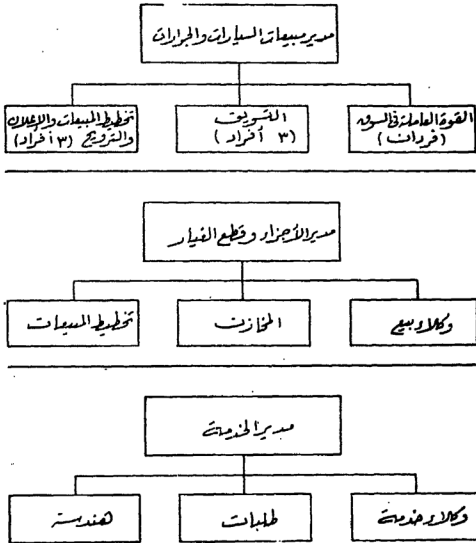 مدير مبيعات السيارات والجرارات
القوة العاملة فى السوق
(فردان)
التسويق
(٣ أفراد)
تخطيط المبيعات والإعلان
والترويج (٣ أفراد)
مدير الأجزاء وقطع الغيار
وكلاء بيع
المخازن
تخطيط المبيعات
مدير الخدمة
وكلاء خدمة
طلبات
هندسة